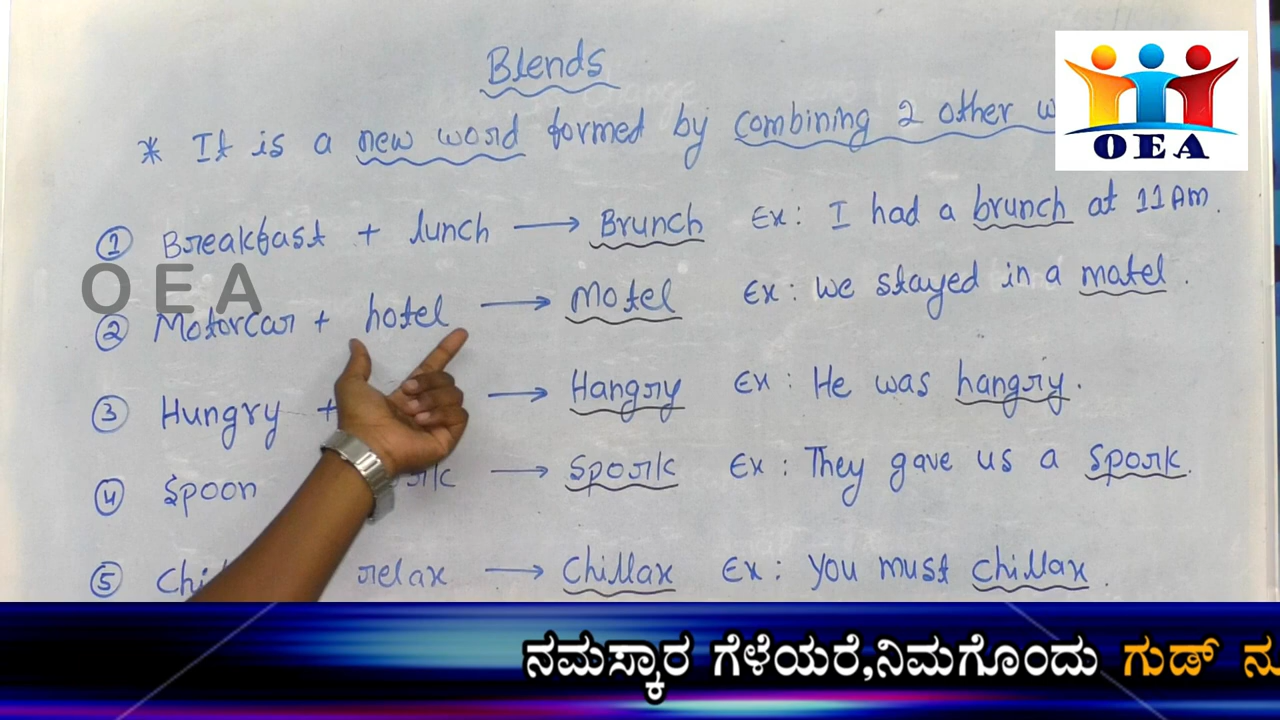 Blends
* It is a new word formed by combining 2 other
OEA
① Breakfast + lunch → Brunch Ex: I had a brunch at 11 AM.
OEA
② Motorcar + hotel → Motel Ex: we stayed in a matel.
③ Hungry + → Hangry Ex: He was hangry.
④ Spoon → Spork Ex: They gave us a spork.
⑤ relax → Chillax Ex: You must chillax.
ನಮಸ್ಕಾರ ಗೆಳೆಯರೆ,ನಿಮಗೊಂದು ಗುಡ್